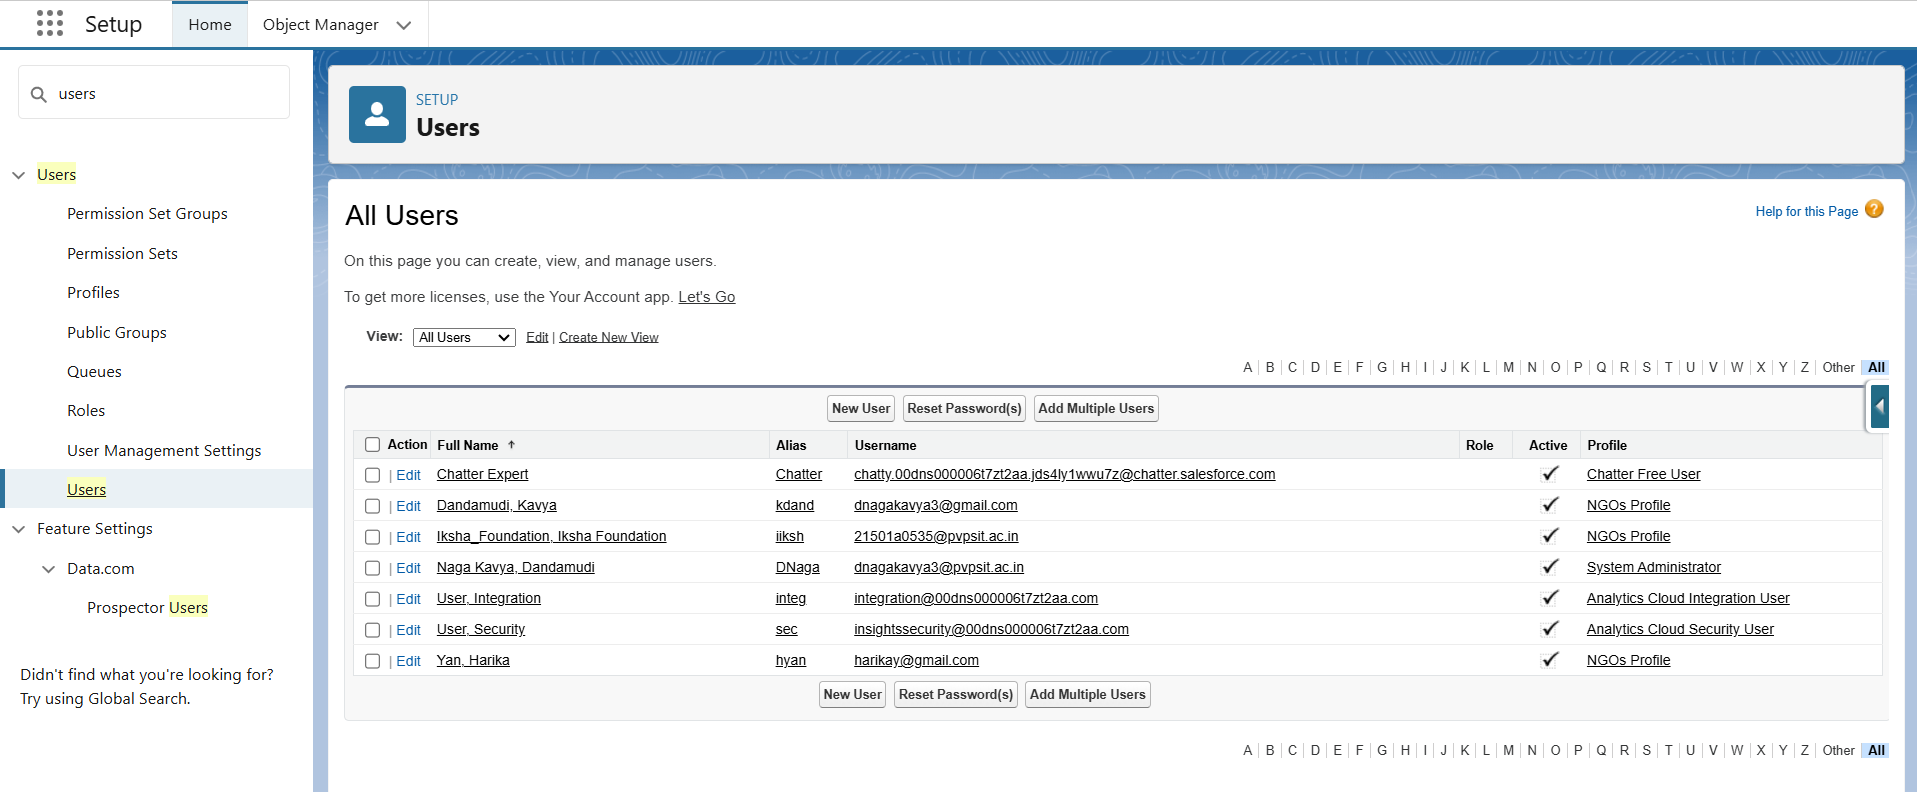 Setup Home Object Manager
users
Users
Permission Set Groups
Permission Sets
Profiles
Public Groups
Queues
Roles
User Management Settings
Users
Feature Settings
Data.com
Prospector Users
Didn't find what you're looking for?
Try using Global Search.
SETUP
Users
All Users
Help for this Page ?
On this page you can create, view, and manage users.
To get more licenses, use the Your Account app. Let's Go
View: All Users Edit | Create New View
A | B | C | D | E | F | G | H | I | J | K | L | M | N | O | P | Q | R | S | T | U | V | W | X | Y | Z | Other All
New User Reset Password(s) Add Multiple Users
Action Full Name ↑ Alias Username Role Active Profile
| Edit Chatter Expert Chatter chatty.00dns000006t7zt2aa.jds4ly1wwu7z@chatter.salesforce.com ✓ Chatter Free User
| Edit Dandamudi, Kavya kdand dnagakavya3@gmail.com ✓ NGOs Profile
| Edit Iksha_Foundation, Iksha Foundation iiksh 21501a0535@pvpsit.ac.in ✓ NGOs Profile
| Edit Naga Kavya, Dandamudi DNaga dnagakavya3@pvpsit.ac.in ✓ System Administrator
| Edit User, Integration integ integration@00dns000006t7zt2aa.com ✓ Analytics Cloud Integration User
| Edit User, Security sec insightssecurity@00dns000006t7zt2aa.com ✓ Analytics Cloud Security User
| Edit Yan, Harika hyan harikay@gmail.com ✓ NGOs Profile
New User Reset Password(s) Add Multiple Users
A | B | C | D | E | F | G | H | I | J | K | L | M | N | O | P | Q | R | S | T | U | V | W | X | Y | Z | Other All